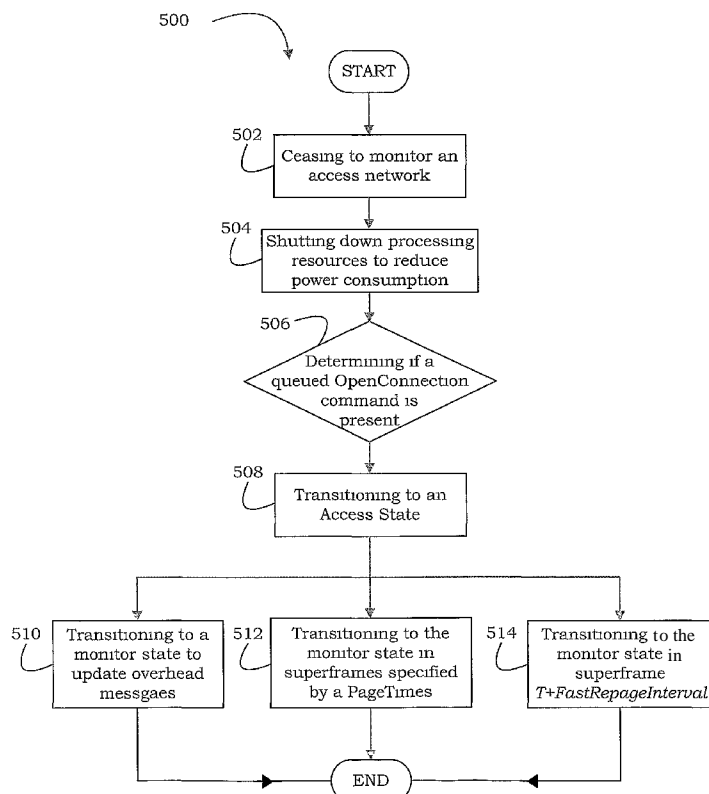 500
START
502
Ceasing to monitor an
access network
504
Shutting down processing
resources to reduce
power consumption
506
Determining if a
queued OpenConnection
command is
present
508
Transitioning to an
Access State
510
Transitioning to a
monitor state to
update overhead
messgaes
512
Transitioning to the
monitor state in
superframes specified
by a PageTimes
514
Transitioning to the
monitor state in
superframe
T+FastRepageInterval
END